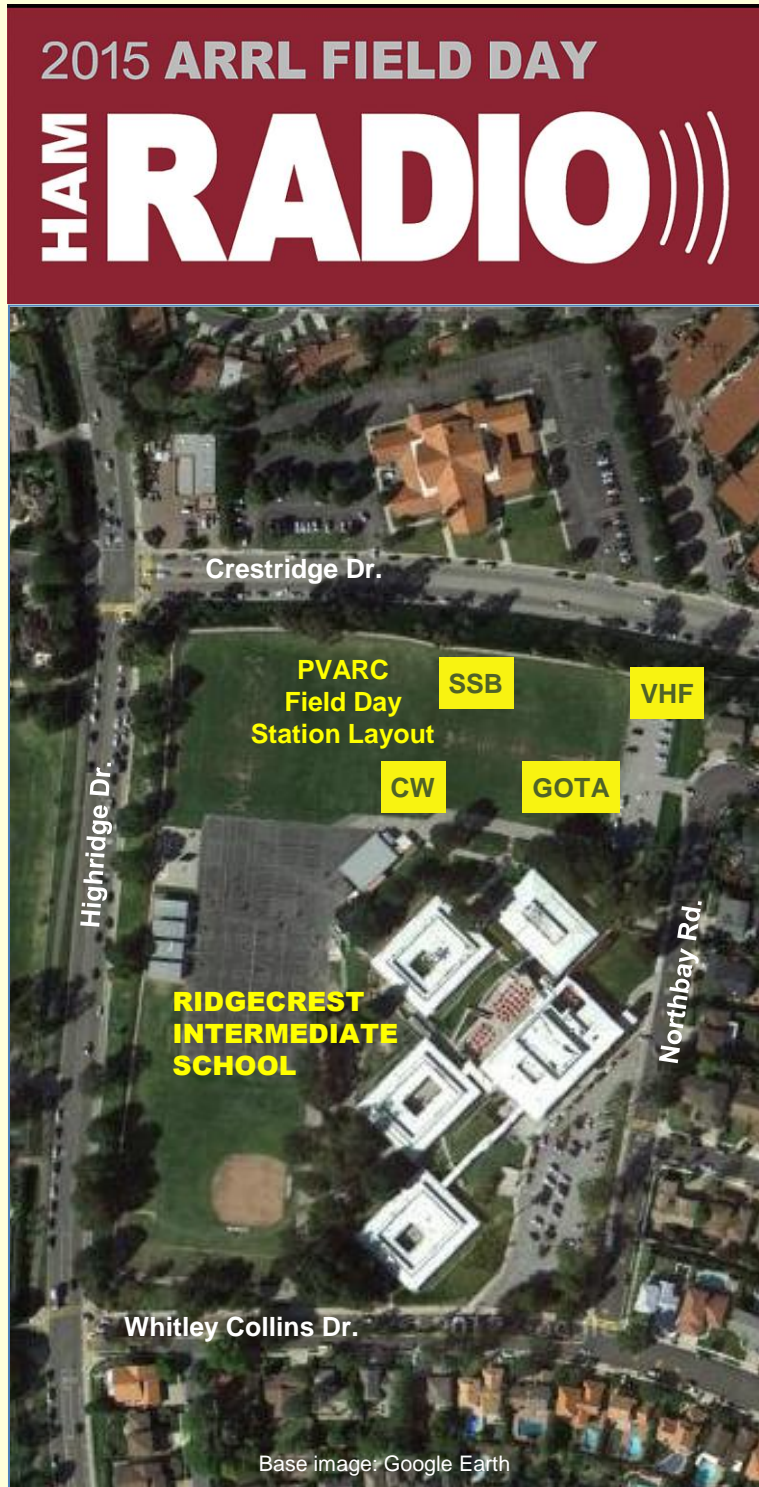 2015 ARRL FIELD DAY
HAM
RADIO
Crestridge Dr.
PVARC
Field Day
Station Layout
SSB
VHF
CW
GOTA
Highridge Dr.
Northbay Rd.
RIDGECREST
INTERMEDIATE
SCHOOL
Whitley Collins Dr.
Base image: Google Earth